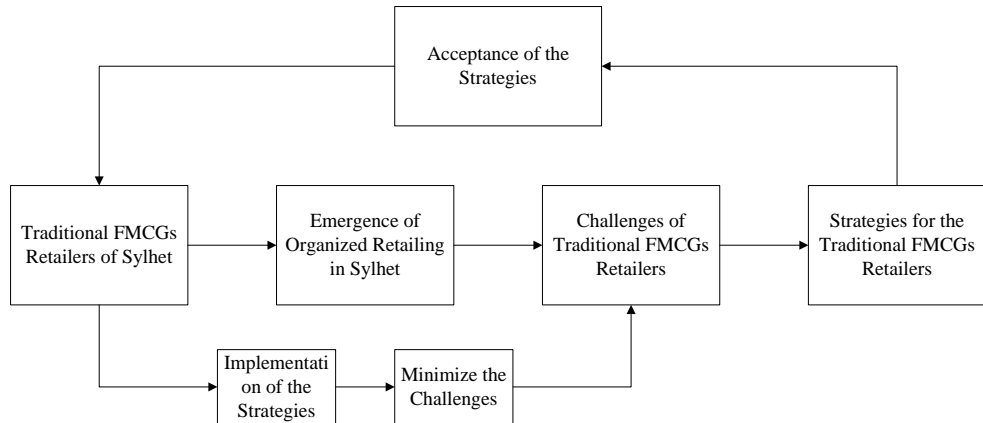 Acceptance of the
Strategies
Traditional FMCGs
Retailers of Sylhet
Emergence of
Organized Retailing
in Sylhet
Challenges of
Traditional FMCGs
Retailers
Strategies for the
Traditional FMCGs
Retailers
Implementati
on of the
Strategies
Minimize the
Challenges